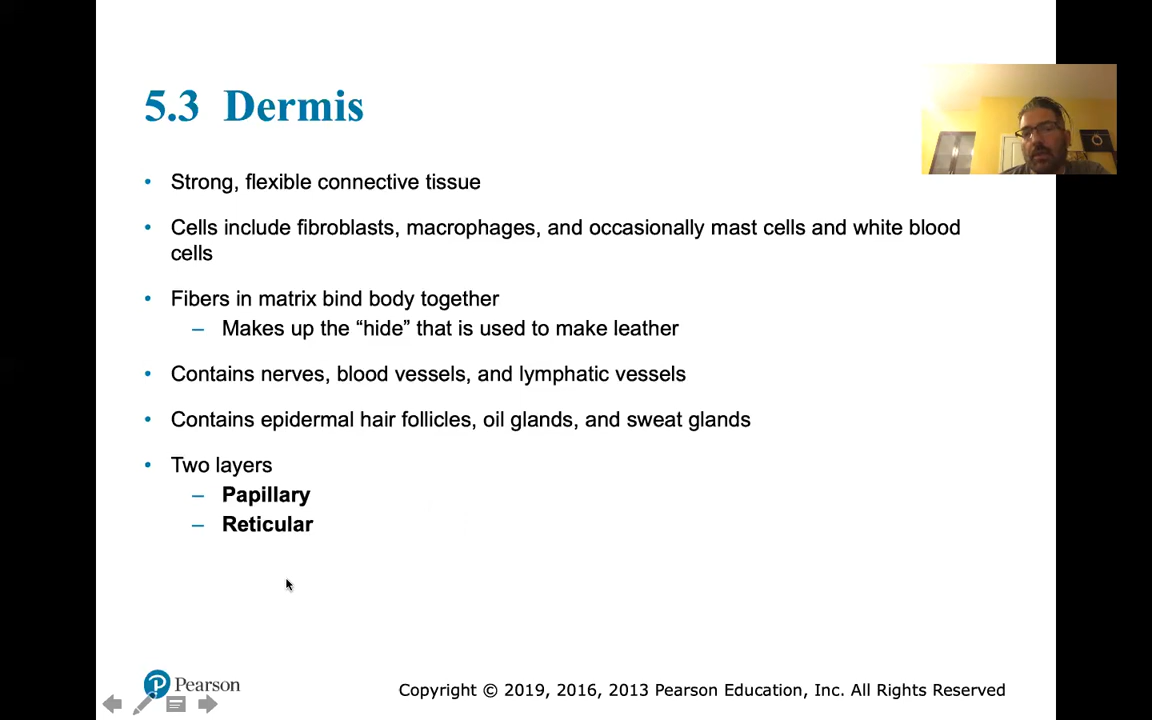 5.3 Dermis
• Strong, flexible connective tissue
• Cells include fibroblasts, macrophages, and occasionally mast cells and white blood
cells
• Fibers in matrix bind body together
– Makes up the “hide” that is used to make leather
• Contains nerves, blood vessels, and lymphatic vessels
• Contains epidermal hair follicles, oil glands, and sweat glands
• Two layers
– Papillary
– Reticular
P Pearson
Copyright © 2019, 2016, 2013 Pearson Education, Inc. All Rights Reserved